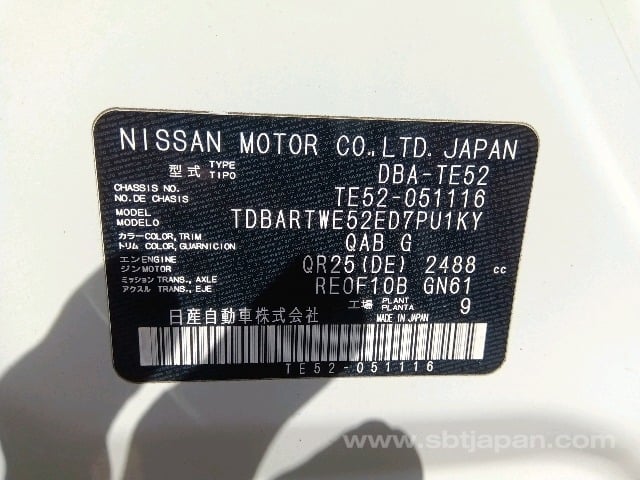 NISSAN MOTOR CO.,LTD. JAPAN
型式 TYPE TIPO DBA-TE52
CHASSIS NO. NO.DE CHASIS TE52-051116
MODEL MODELO TDBARTWE52ED7PU1KY
カラー COLOR,TRIM トリム COLOR,GUARNICION QAB G
エンジン ENGINE MOTOR QR25(DE) 2488 cc
ミッション TRANS., AXLE アクスル TRANS., EJE RE0F10B GN61
工場 PLANT PLANTA 9
日産自動車株式会社 MADE IN JAPAN
TE52-051116
www.sbtjapan.com